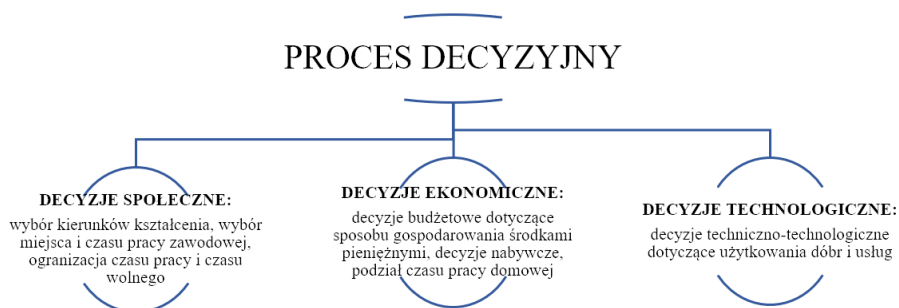 PROCES DECYZYJNY
DECYZJE SPOŁECZNE:
wybór kierunków kształcenia, wybór
miejsca i czasu pracy zawodowej,
ogranizacja czasu pracy i czasu
wolnego
DECYZJE EKONOMICZNE:
decyzje budżetowe dotyczące
sposobu gospodarowania środkami
pieniężnymi, decyzje nabywcze,
podział czasu pracy domowej
DECYZJE TECHNOLOGICZNE:
decyzje techniczno-technologiczne
dotyczące użytkowania dóbr i usług